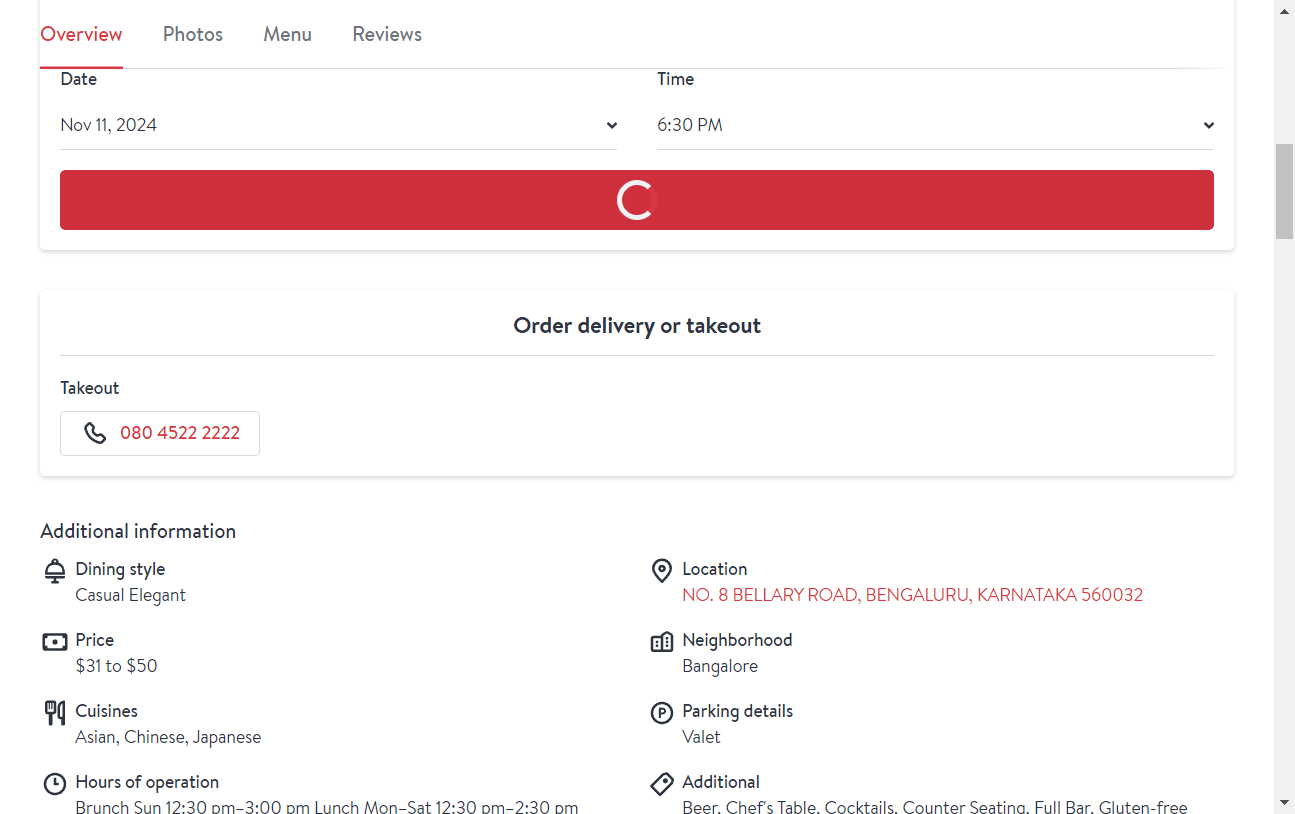 Overview Photos Menu Reviews
Date Time
Nov 11, 2024 6:30 PM
Order delivery or takeout
Takeout
080 4522 2222
Additional information
Dining style
Casual Elegant
Location
NO. 8 BELLARY ROAD, BENGALURU, KARNATAKA 560032
Price
$31 to $50
Neighborhood
Bangalore
Cuisines
Asian, Chinese, Japanese
Parking details
Valet
Hours of operation
Brunch Sun 12:30 pm–3:00 pm Lunch Mon–Sat 12:30 pm–2:30 pm
Additional
Beer, Chef's Table, Cocktails, Counter Seating, Full Bar, Gluten-free